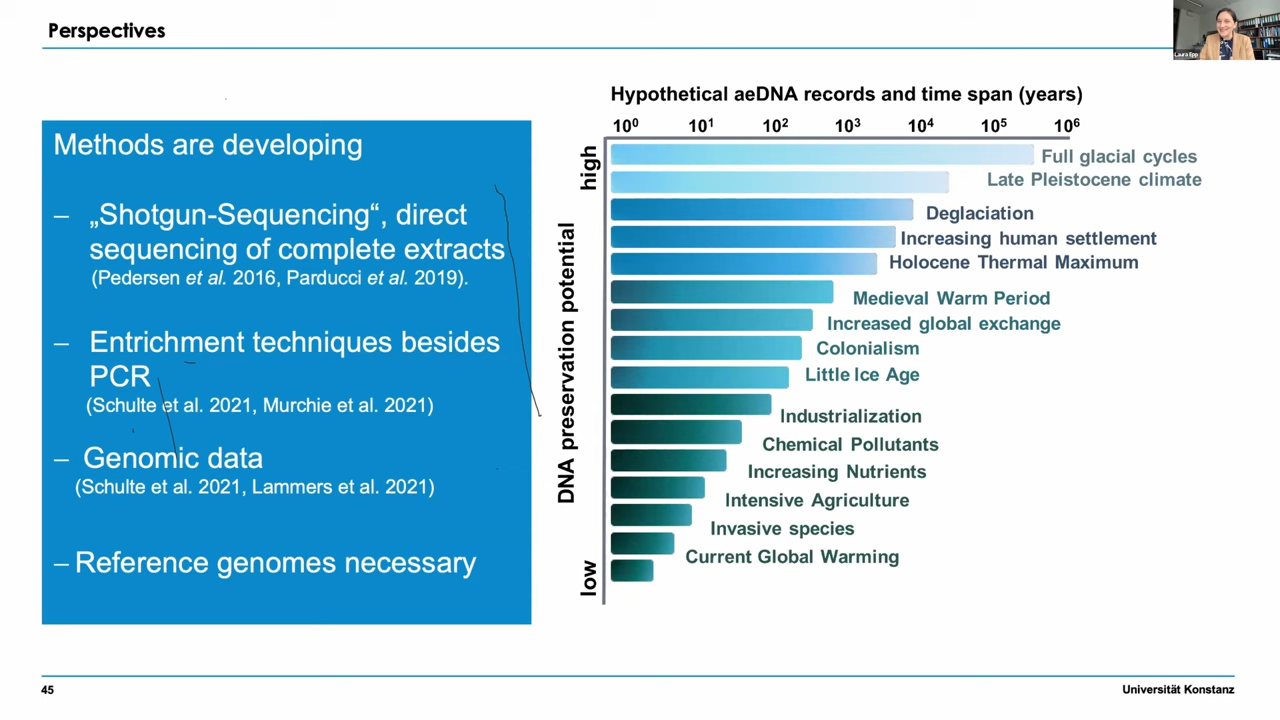 Perspectives
Laura Epp
Methods are developing
– „Shotgun-Sequencing“, direct
sequencing of complete extracts
(Pedersen et al. 2016, Parducci et al. 2019).
– Entrichment techniques besides
PCR
(Schulte et al. 2021, Murchie et al. 2021)
– Genomic data
(Schulte et al. 2021, Lammers et al. 2021)
– Reference genomes necessary
Hypothetical aeDNA records and time span (years)
10⁰ 10¹ 10² 10³ 10⁴ 10⁵ 10⁶
high
DNA preservation potential
low
Full glacial cycles
Late Pleistocene climate
Deglaciation
Increasing human settlement
Holocene Thermal Maximum
Medieval Warm Period
Increased global exchange
Colonialism
Little Ice Age
Industrialization
Chemical Pollutants
Increasing Nutrients
Intensive Agriculture
Invasive species
Current Global Warming
45
Universität Konstanz